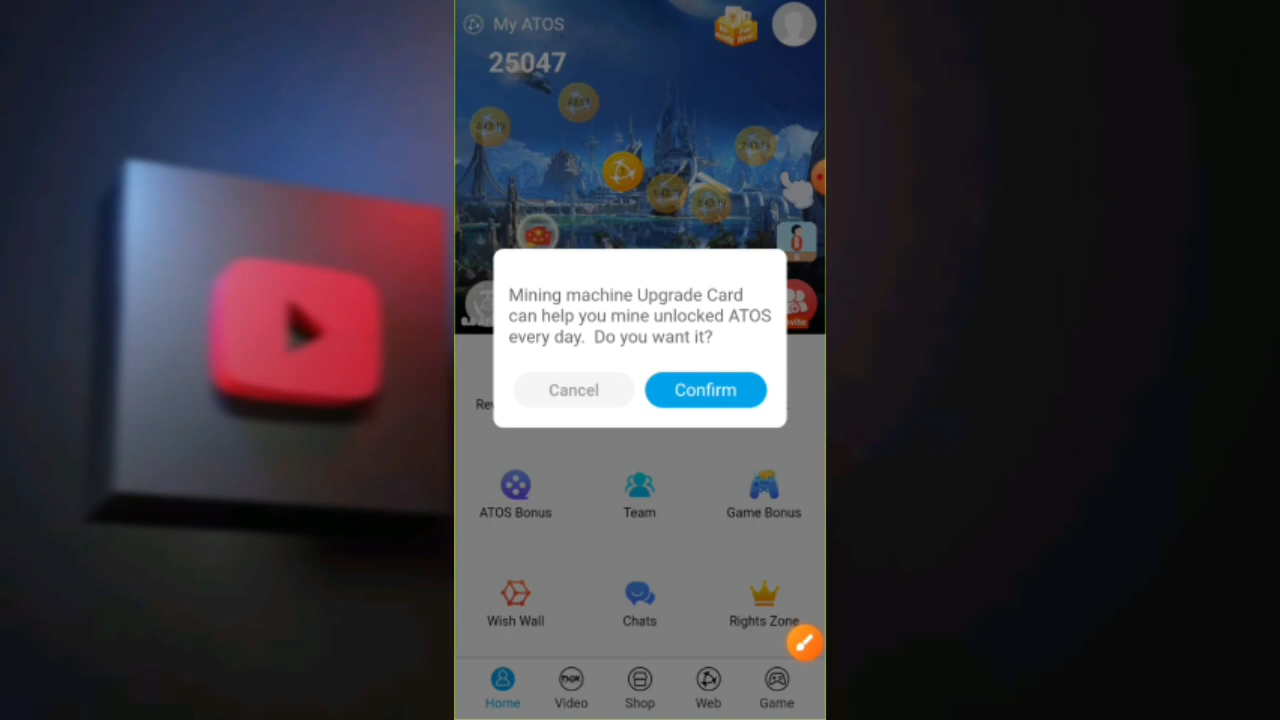 My ATOS
25047
Mining machine Upgrade Card
can help you mine unlocked ATOS
every day. Do you want it?
Cancel
Confirm
ATOS Bonus
Team
Game Bonus
Wish Wall
Chats
Rights Zone
Home
Video
Shop
Web
Game